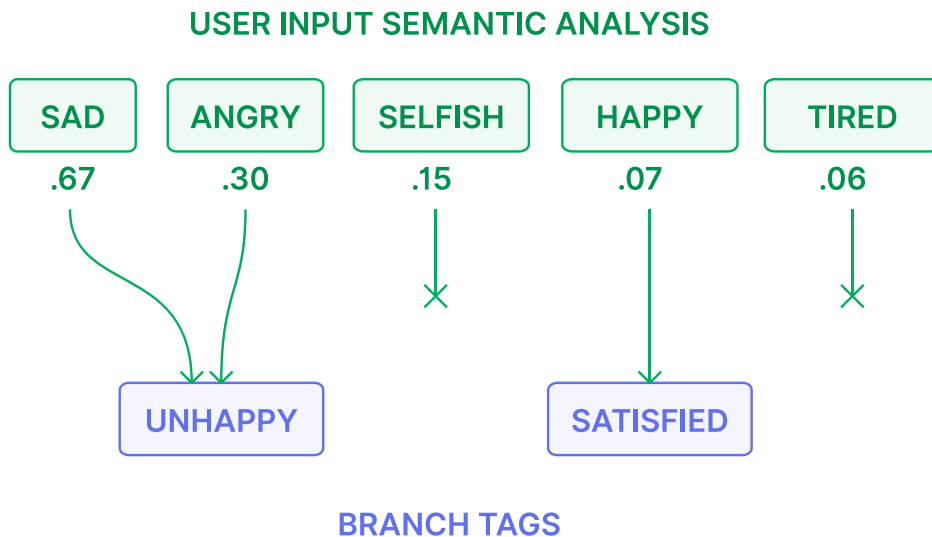 USER INPUT SEMANTIC ANALYSIS
SAD ANGRY SELFISH HAPPY TIRED
.67 .30 .15 .07 .06
UNHAPPY SATISFIED
BRANCH TAGS